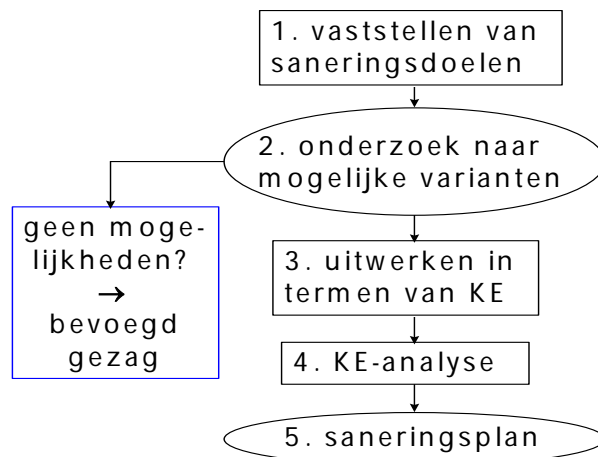 1. vaststellen van
saneringsdoelen
2. onderzoek naar
mogelijke varianten
geen moge-
lijkheden?
→
bevoegd
gezag
3. uitwerken in
termen van KE
4. KE-analyse
5. saneringsplan